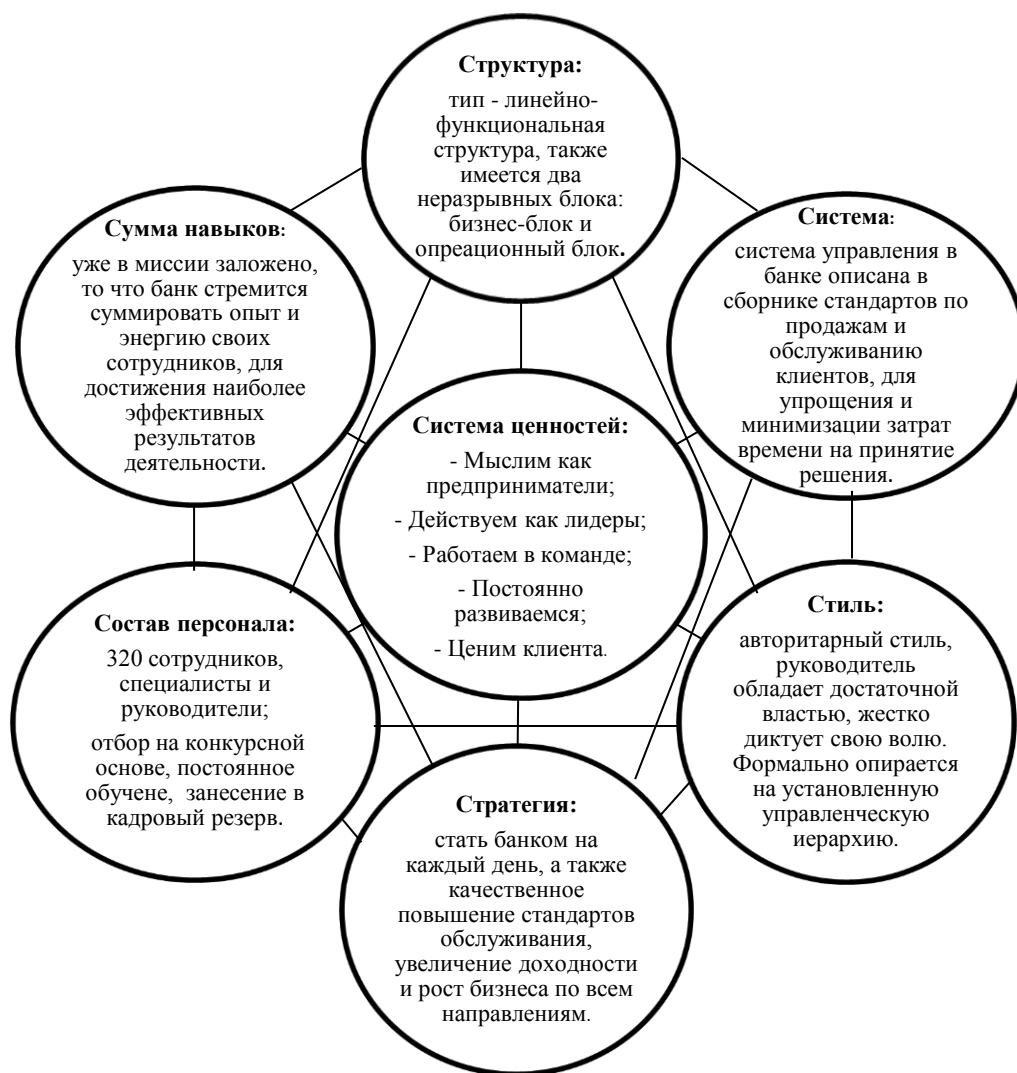 Структура:
тип - линейно-
функциональная
структура, также
имеется два
неразрывных блока:
бизнес-блок и
опреационный блок.
Сумма навыков:
уже в миссии заложено,
то что банк стремится
суммировать опыт и
энергию своих
сотрудников, для
достижения наиболее
эффективных
результатов
деятельности.
Система:
система управления в
банке описана в
сборнике стандартов по
продажам и
обслуживанию
клиентов, для
упрощения и
минимизации затрат
времени на принятие
решения.
Система ценностей:
- Мыслим как
предприниматели;
- Действуем как лидеры;
- Работаем в команде;
- Постоянно
развиваемся;
- Ценим клиента.
Состав персонала:
320 сотрудников,
специалисты и
руководители;
отбор на конкурсной
основе, постоянное
обучене, занесение в
кадровый резерв.
Стиль:
авторитарный стиль,
руководитель
обладает достаточной
властью, жестко
диктует свою волю.
Формально опирается
на установленную
управленческую
иерархию.
Стратегия:
стать банком на
каждый день, а также
качественное
повышение стандартов
обслуживания,
увеличение доходности
и рост бизнеса по всем
направлениям.